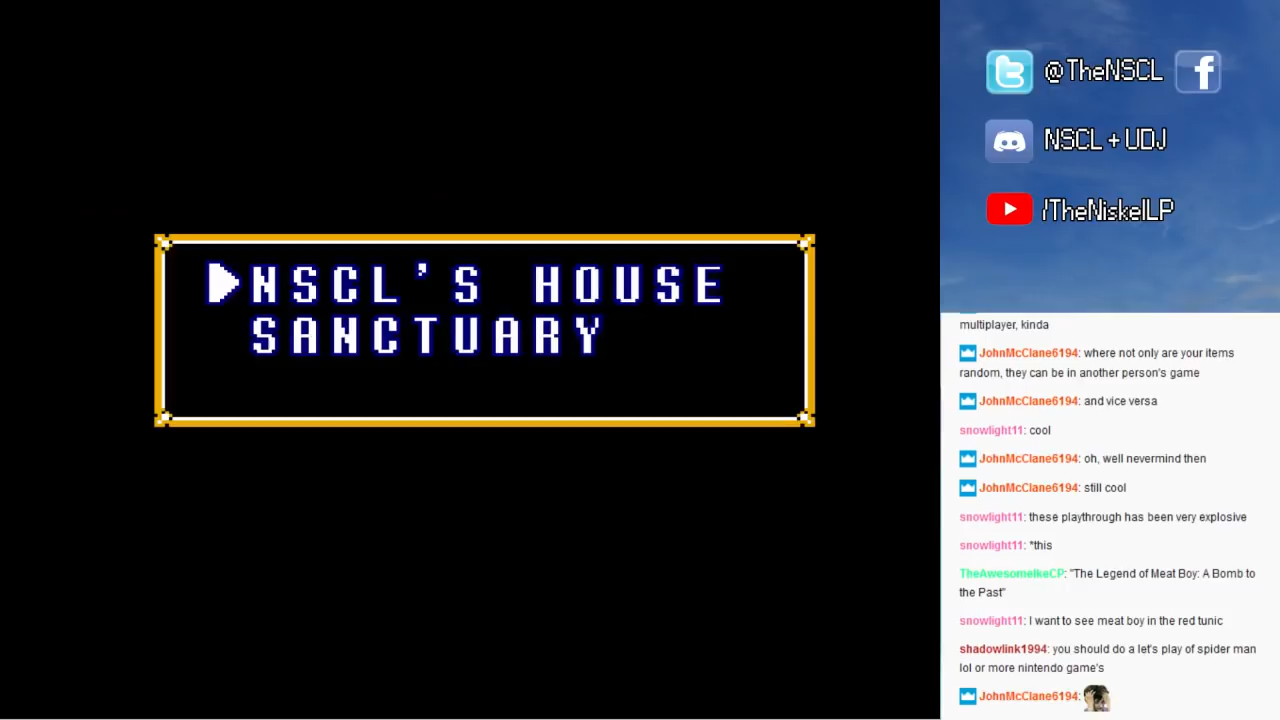 NSCL'S HOUSE
SANCTUARY
@TheNSCL
NSCL + UDJ
/TheNiskelLP
multiplayer, kinda
JohnMcClane6194: where not only are your items
random, they can be in another person's game
JohnMcClane6194: and vice versa
snowlight11: cool
JohnMcClane6194: oh, well nevermind then
JohnMcClane6194: still cool
snowlight11: these playthrough has been very explosive
snowlight11: *this
TheAwesomeIkeCP: "The Legend of Meat Boy: A Bomb to
the Past"
snowlight11: I want to see meat boy in the red tunic
shadowlink1994: you should do a let's play of spider man
lol or more nintendo game's
JohnMcClane6194: